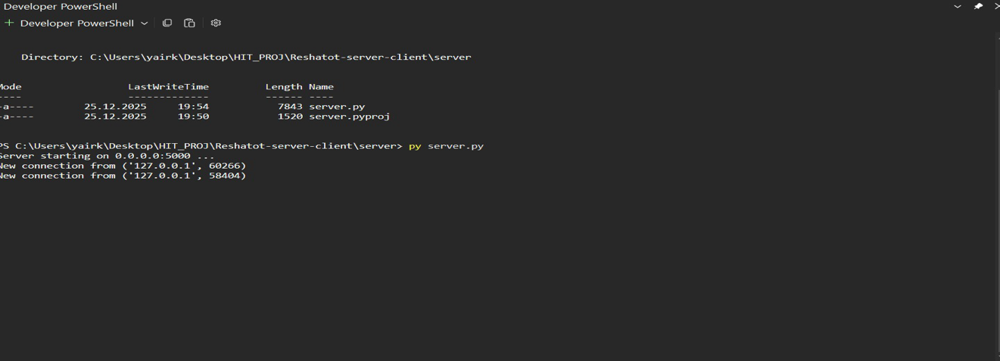 Developer PowerShell
Developer PowerShell
Directory: C:\Users\yairk\Desktop\HIT_PROJ\Reshatot-server-client\server
Mode LastWriteTime Length Name
---- ------------- ------ ----
-a---- 25.12.2025 19:54 7843 server.py
-a---- 25.12.2025 19:50 1520 server.pyproj
PS C:\Users\yairk\Desktop\HIT_PROJ\Reshatot-server-client\server> py server.py
Server starting on 0.0.0.0:5000 ...
New connection from ('127.0.0.1', 60266)
New connection from ('127.0.0.1', 58404)